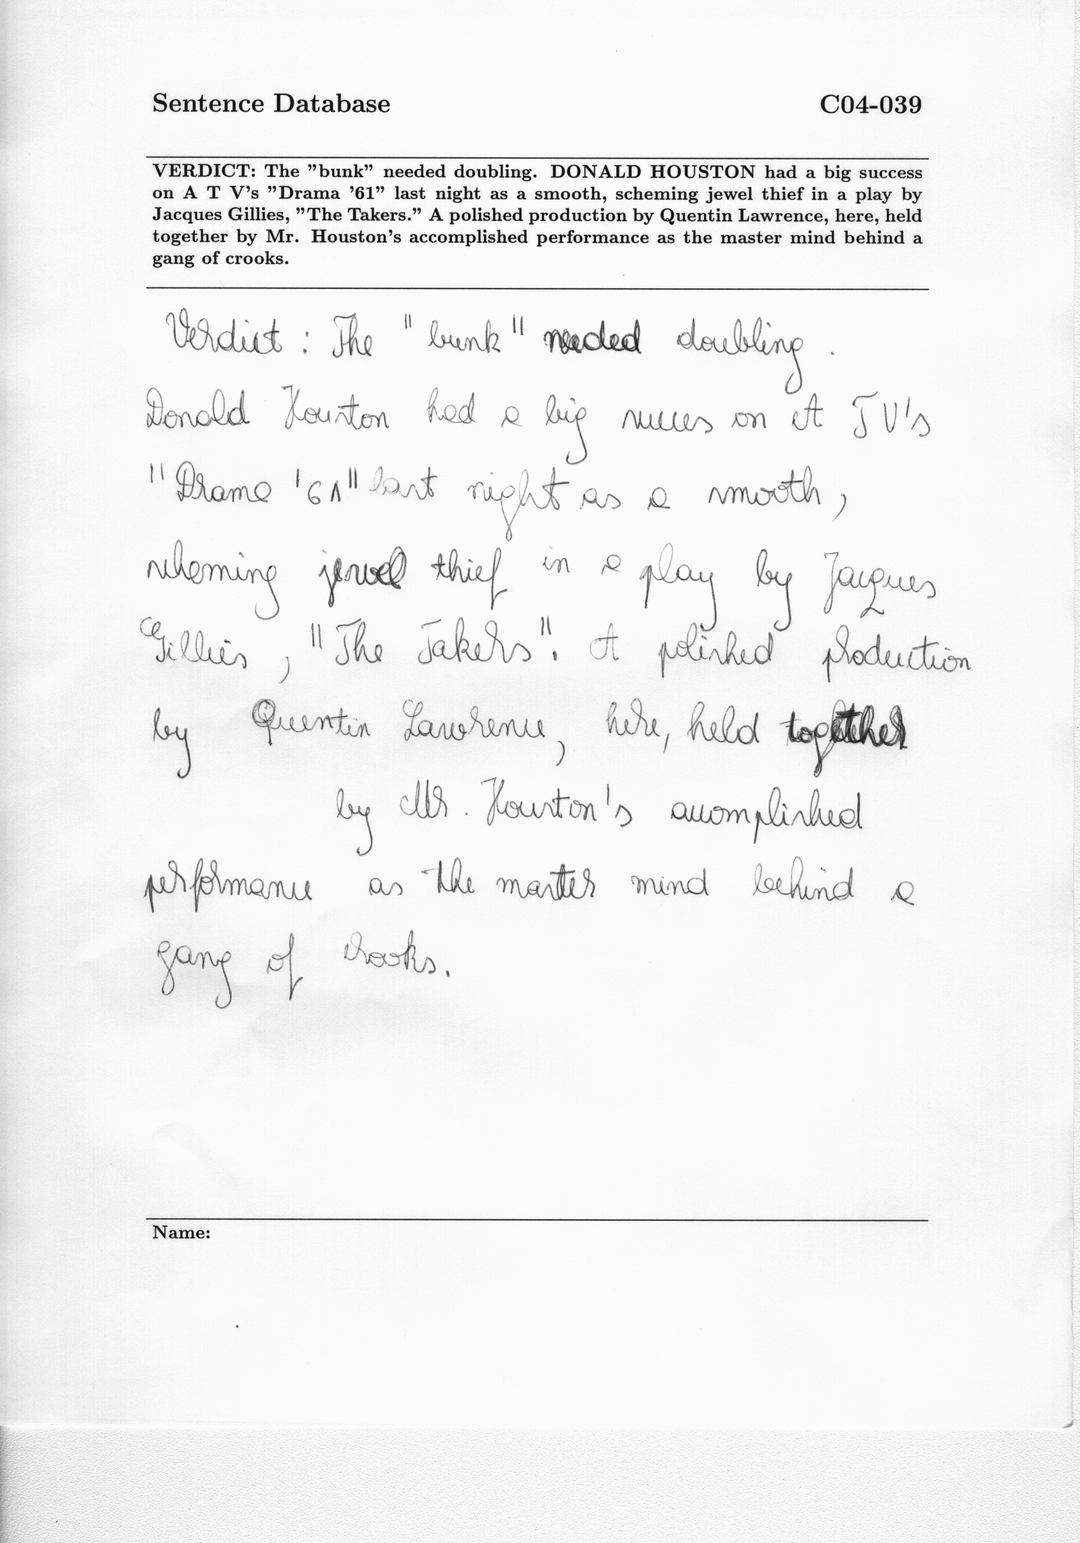 Sentence Database C04-039
VERDICT: The "bunk" needed doubling. DONALD HOUSTON had a big success
on A T V's "Drama '61" last night as a smooth, scheming jewel thief in a play by
Jacques Gillies, "The Takers." A polished production by Quentin Lawrence, here, held
together by Mr. Houston's accomplished performance as the master mind behind a
gang of crooks.
Verdict : The "bunk" needed doubling .
Donald Houston had a big success on A TV's
"Drama '61" last night as a smooth,
scheming jewel thief in a play by Jacques
Gillies, "The Takers". A polished production
by Quentin Lawrence, here, held together
by Mr. Houston's accomplished
performance as the master mind behind a
gang of crooks.
Name: